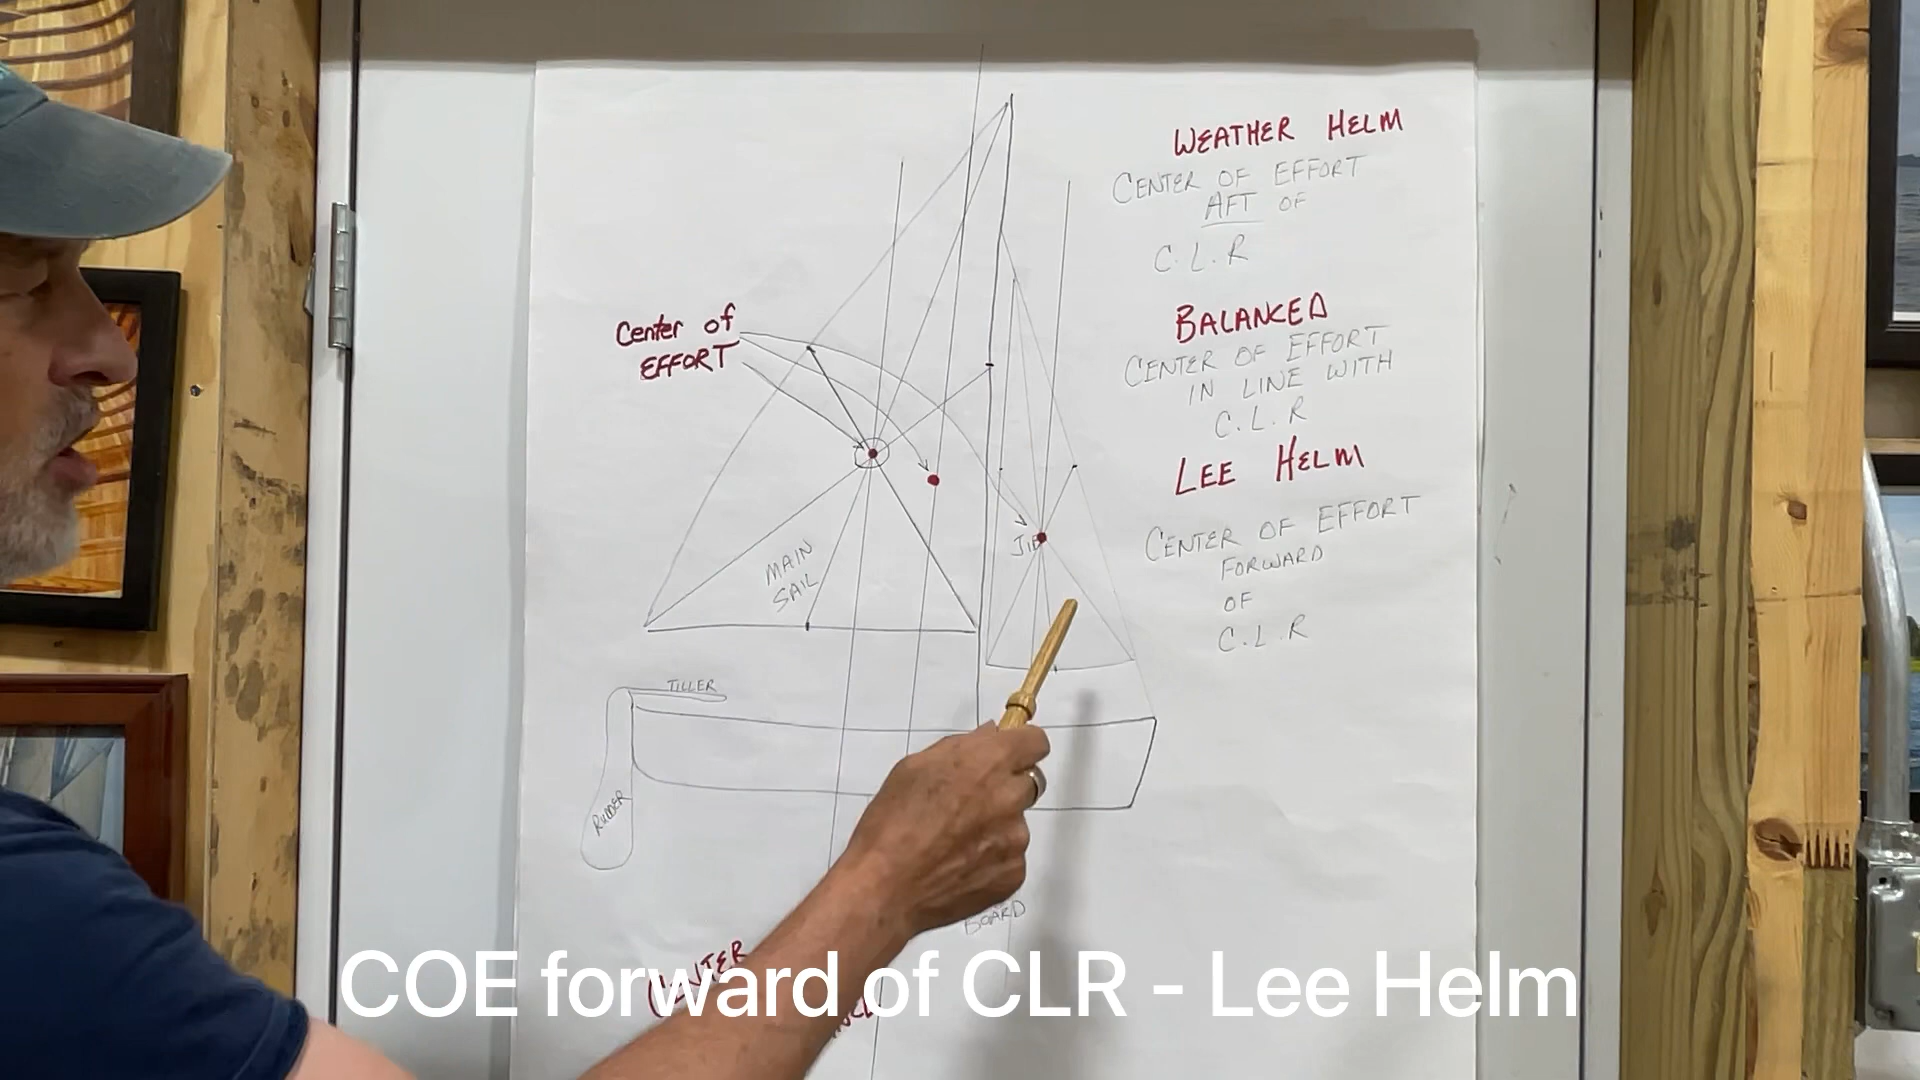 WEATHER HELM
CENTER OF EFFORT
AFT OF
C.L.R
Center of
EFFORT
BALANCED
CENTER OF EFFORT
IN LINE WITH
C.L.R
LEE HELM
CENTER OF EFFORT
FORWARD
OF
C.L.R
JIB
MAIN
SAIL
TILLER
RUDDER
BOARD
CENTER
COE forward of CLR - Lee Helm